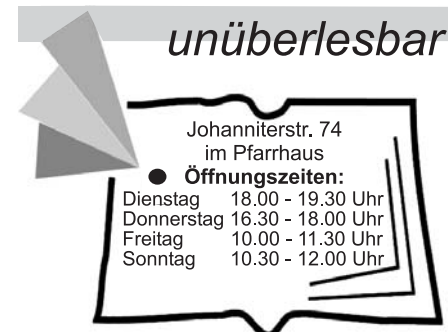 unüberlesbar
Johanniterstr. 74
im Pfarrhaus
● Öffnungszeiten:
Dienstag 18.00 - 19.30 Uhr
Donnerstag 16.30 - 18.00 Uhr
Freitag 10.00 - 11.30 Uhr
Sonntag 10.30 - 12.00 Uhr